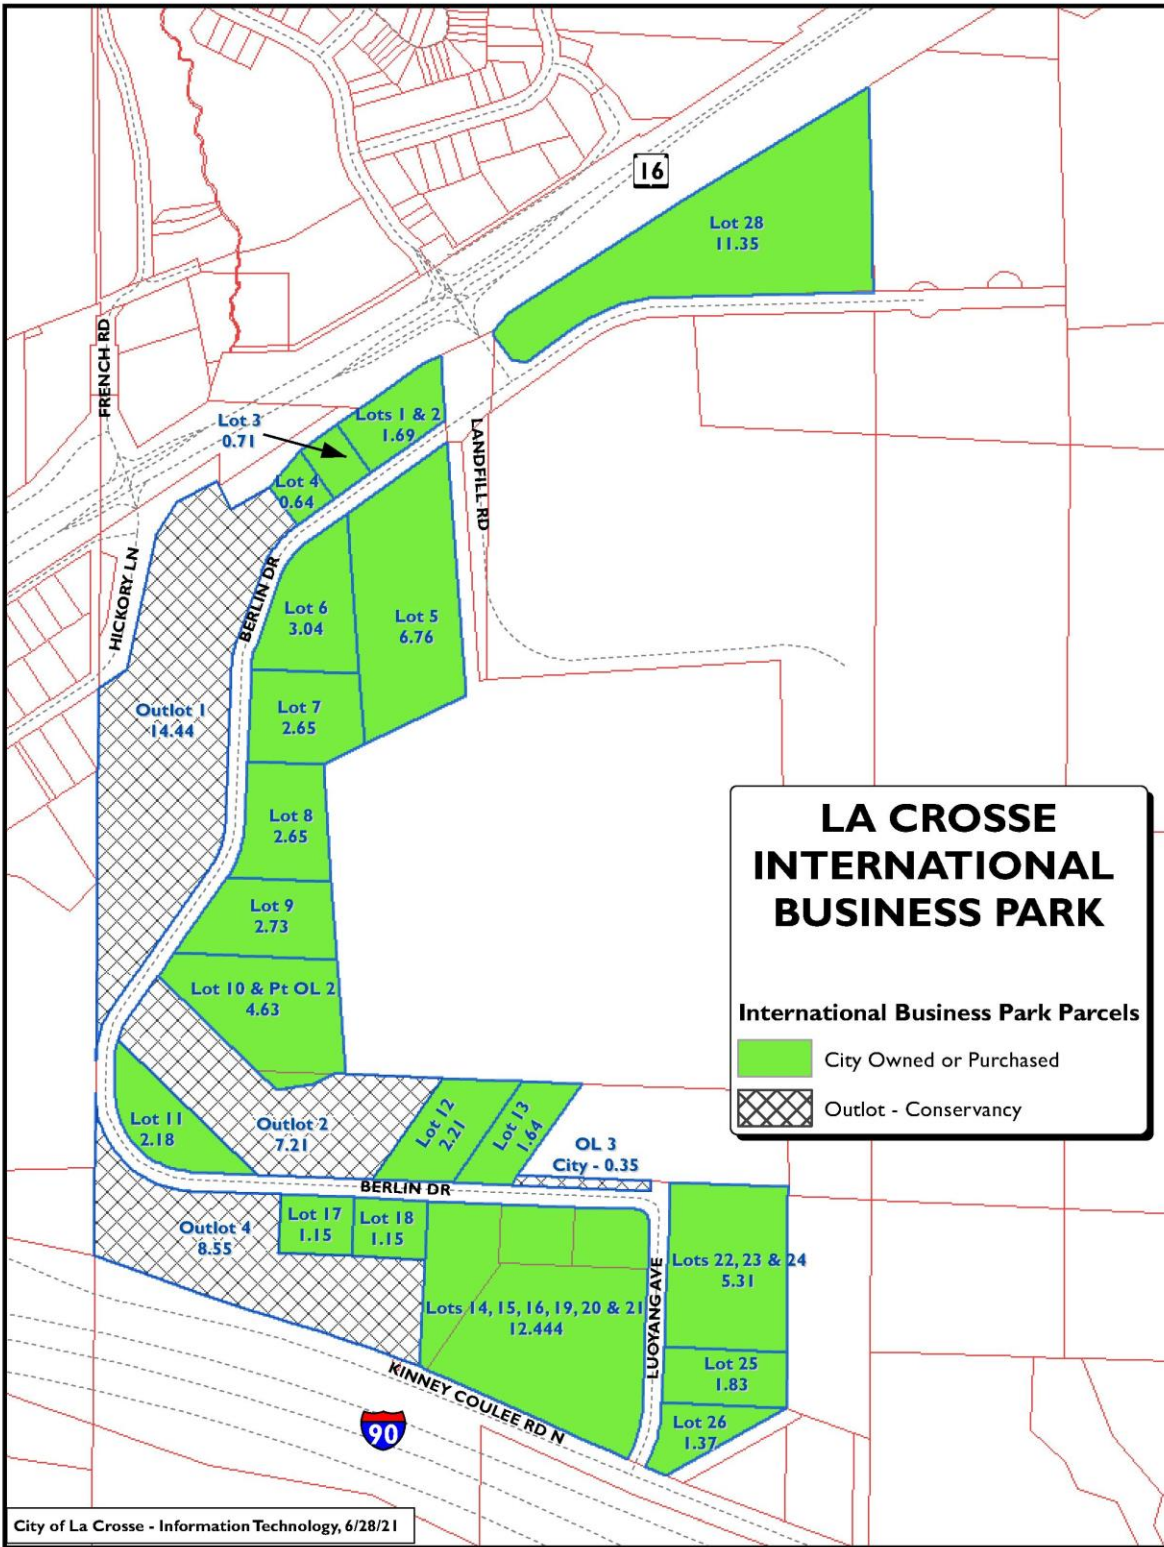 16
Lot 28
11.35
FRENCH RD
Lot 3
0.71
Lots 1 & 2
1.69
LANDFILL RD
Lot 4
0.64
HICKORY LN
BERLIN DR
Lot 6
3.04
Lot 5
6.76
Outlot 1
14.44
Lot 7
2.65
Lot 8
2.65
Lot 9
2.73
Lot 10 & Pt OL 2
4.63
LA CROSSE
INTERNATIONAL
BUSINESS PARK
International Business Park Parcels
City Owned or Purchased
Outlot - Conservancy
Lot 11
2.18
Outlot 2
7.21
Lot 12
2.21
Lot 13
1.64
OL 3
City - 0.35
BERLIN DR
Outlot 4
8.55
Lot 17
1.15
Lot 18
1.15
Lots 14, 15, 16, 19, 20 & 21
12.444
LUOYANG AVE
Lots 22, 23 & 24
5.31
Lot 25
1.83
Lot 26
1.37
KINNEY COULEE RD N
90
City of La Crosse - Information Technology, 6/28/21